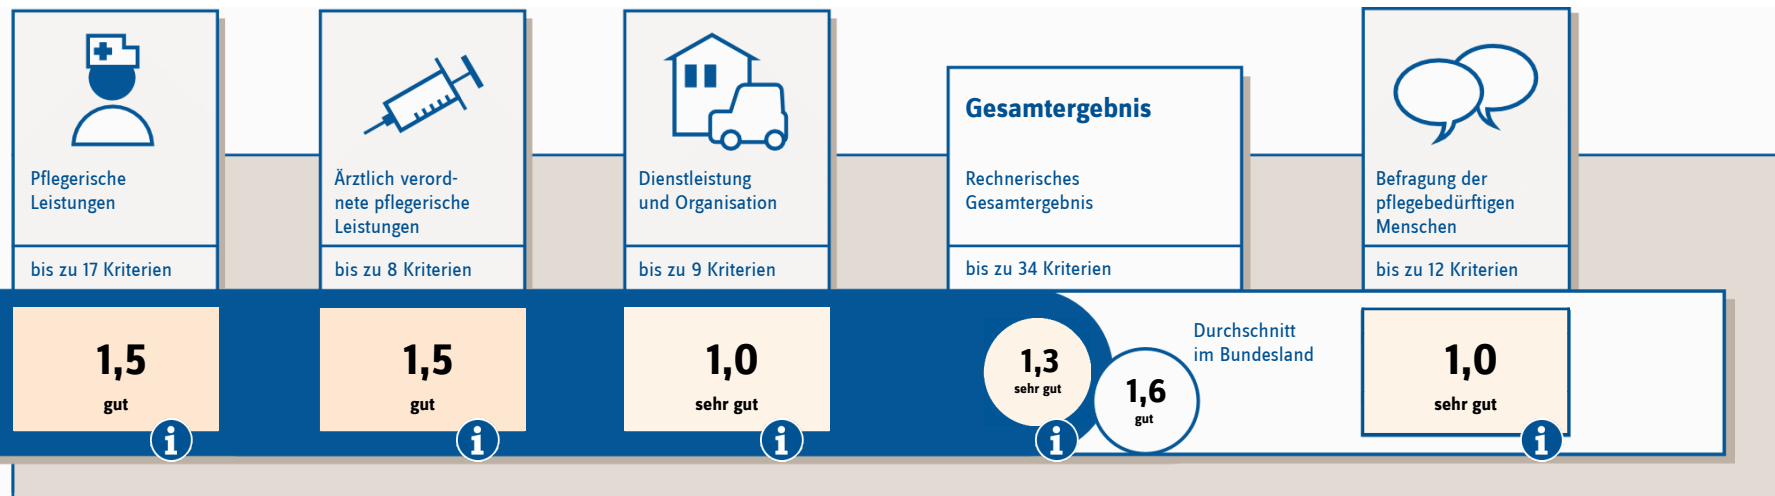 Pflegerische
Leistungen
bis zu 17 Kriterien
1,5
gut
i
Ärztlich verord-
nete pflegerische
Leistungen
bis zu 8 Kriterien
1,5
gut
i
Dienstleistung
und Organisation
bis zu 9 Kriterien
1,0
sehr gut
i
Gesamtergebnis
Rechnerisches
Gesamtergebnis
bis zu 34 Kriterien
1,3
sehr gut
i
1,6
gut
Durchschnitt
im Bundesland
Befragung der
pflegebedürftigen
Menschen
bis zu 12 Kriterien
1,0
sehr gut
i